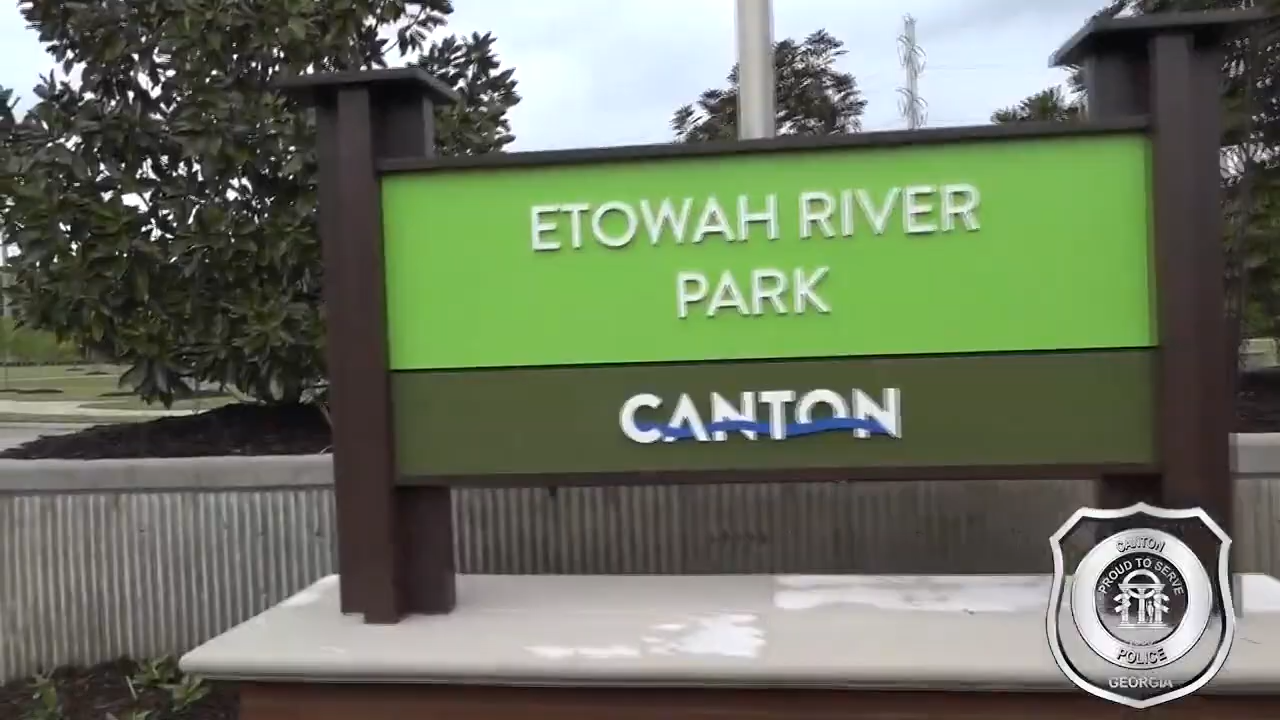 ETOWAH RIVER
PARK
CANTON
CANTON
PROUD TO SERVE
POLICE
GEORGIA